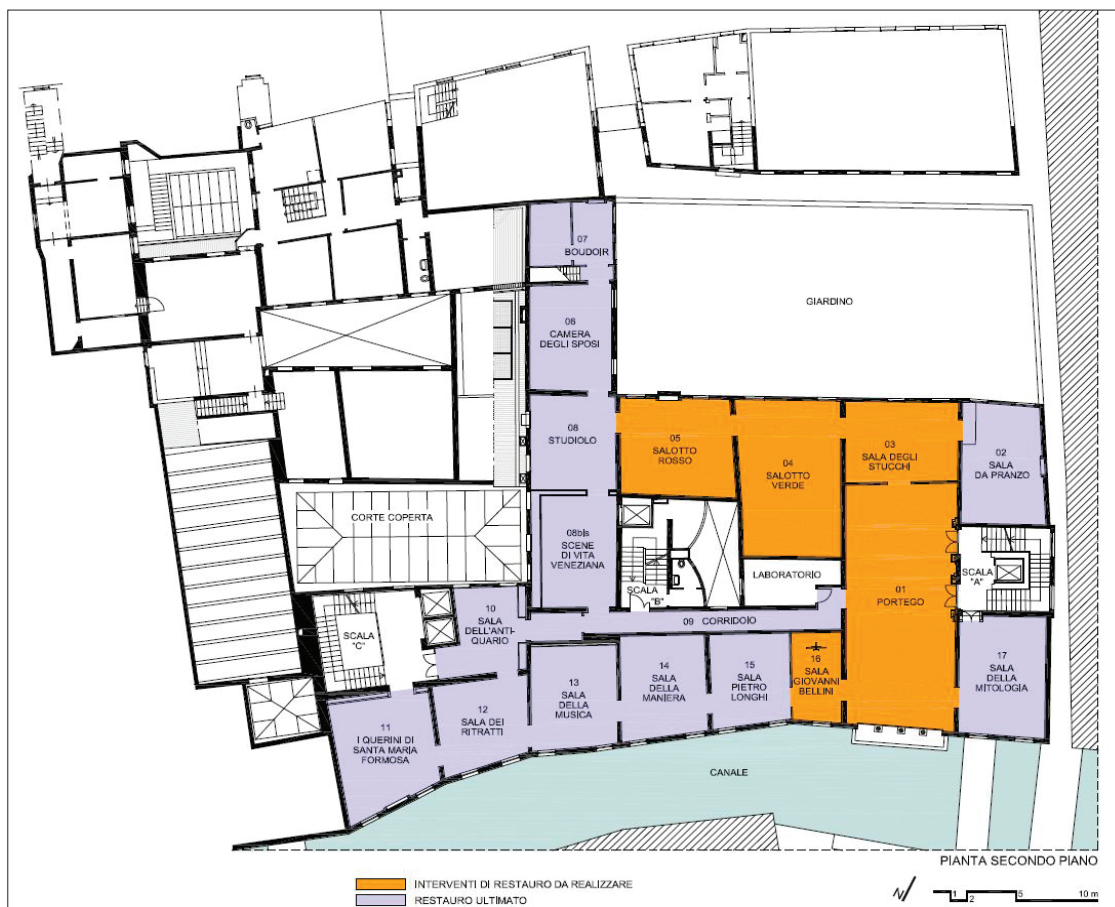 07
BOUDOIR
06
CAMERA
DEGLI SPOSI
GIARDINO
08
STUDIOLO
05
SALOTTO
ROSSO
04
SALOTTO
VERDE
03
SALA DEGLI
STUCCHI
02
SALA
DA PRANZO
CORTE COPERTA
08bis
SCENE
DI VITA
VENEZIANA
SCALA
"B"
LABORATORIO
01
PORTEGO
SCALA
"A"
SCALA
"C"
10
SALA
DELL'ANTI-
QUARIO
09 CORRIDOIO
11
I QUERINI DI
SANTA MARIA
FORMOSA
12
SALA DEI
RITRATTI
13
SALA
DELLA
MUSICA
14
SALA
DELLA
MANIERA
15
SALA
PIETRO
LONGHI
16
SALA
GIOVANNI
BELLINI
17
SALA DELLA
MITOLOGIA
CANALE
PIANTA SECONDO PIANO
INTERVENTI DI RESTAURO DA REALIZZARE
RESTAURO ULTIMATO
N
1 2 5 10 m